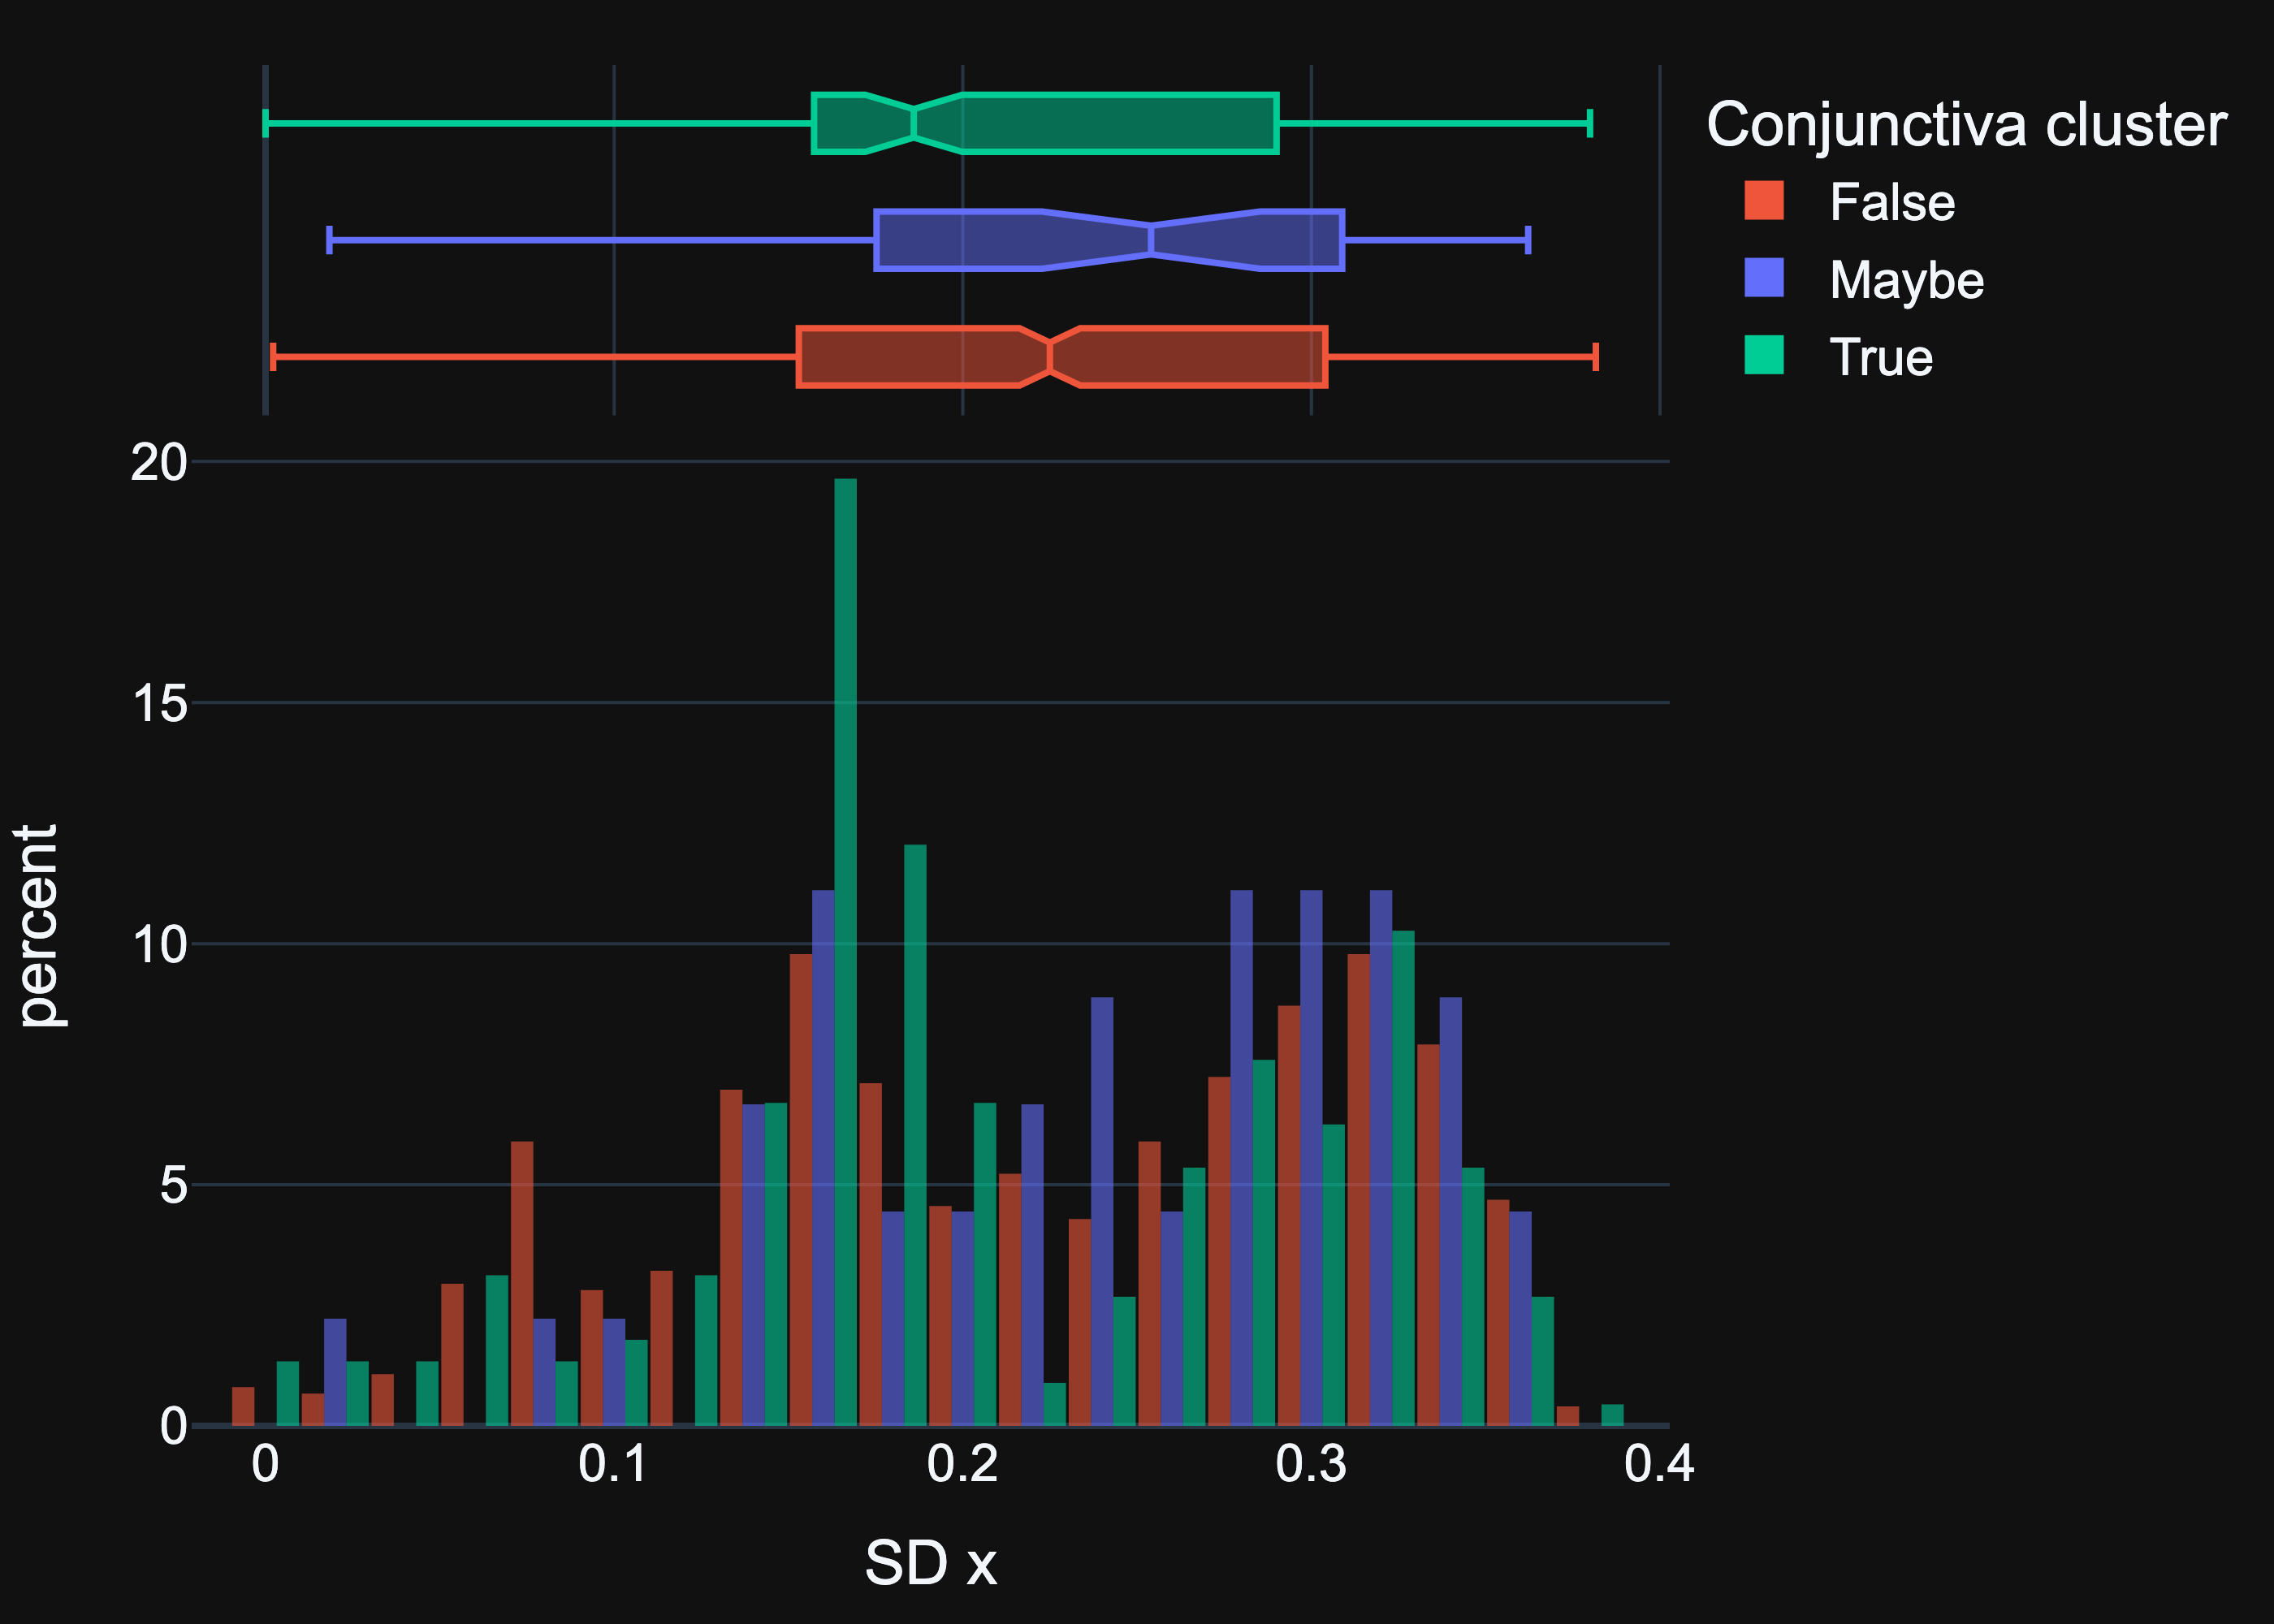 Conjunctiva cluster
False
Maybe
True
20
15
10
5
0
percent
0 0.1 0.2 0.3 0.4
SD x